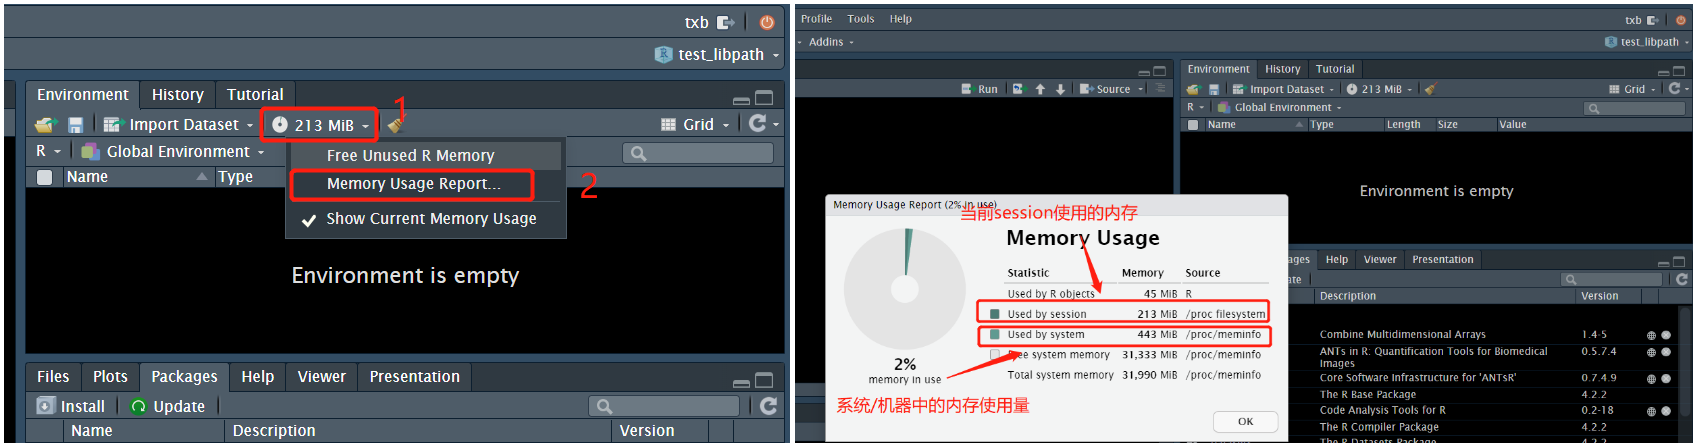 txb
test_libpath
Environment History Tutorial
1
Import Dataset 213 MiB Grid
R Global Environment
Name Type
Free Unused R Memory
Memory Usage Report...
2
Show Current Memory Usage
Environment is empty
Files Plots Packages Help Viewer Presentation
Install Update
Name Description Version
Profile Tools Help
txb
Addins
test_libpath
Run Source
Environment History Tutorial
Import Dataset 213 MiB Grid
R Global Environment
Name Type Length Size Value
Environment is empty
Memory Usage Report (2% in use)
当前session使用的内存
Memory Usage
Statistic Memory Source
Used by R objects 45 MiB R
Used by session 213 MiB /proc filesystem
Used by system 443 MiB /proc/meminfo
Free system memory 31,333 MiB /proc/meminfo
Total system memory 31,990 MiB /proc/meminfo
2%
memory in use
系统/机器中的内存使用量
OK
ages Help Viewer Presentation
ate
Description Version
Combine Multidimensional Arrays 1.4-5
ANTs in R: Quantification Tools for Biomedical 0.5.7.4
Images
Core Software Infrastructure for 'ANTsR' 0.7.4.9
The R Base Package 4.2.2
Code Analysis Tools for R 0.2-18
The R Compiler Package 4.2.2
The R Datasets Package 4.2.2